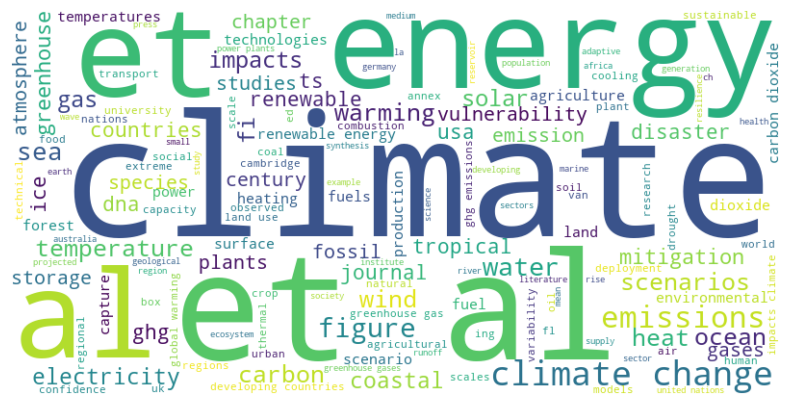 temperatures
press
et
energy
medium
sustainable
chapter
technologies
power plants
la
germany
population
adaptive
africa
reservoir
generation
ch
atmosphere
greenhouse
transport
impacts
studies
ts
cooling
resilience
plant
health
carbon dioxide
gas
university
renewable
solar
agriculture
wave
nations
scale
annex
warming
vulnerability
countries
small
ed
fi
renewable energy
combustion
usa
emission
disaster
food
sea
climate
coal
synthesis
developing
marine
technical
ice
earth
social
extreme
cambridge
century
example
species
study
power
heating
fuels
production
science
ghg emissions
sectors
soil
van
research
drought
dioxide
dna
capacity
observed
land use
land
forest
australia
temperature
surface
fossil
tropical
world
projected
geological
region
plants
institute
journal
water
river
literature
rise
mitigation
deployment
storage
al
et al
capture
box
crop
natural
wind
fuel
variability
mean
oil
scenarios
environmental
impacts climate
regional
ghg
global warming
ecosystem
thermal
society
greenhouse gas
figure
agricultural
ing
fl
supply
emissions
urban
runoff
heat
ocean
electricity
regions
scenario
greenhouse gases
air
gases
human
sector
confidence
uk
developing countries
carbon
coastal
scales
climate change
models
united nations